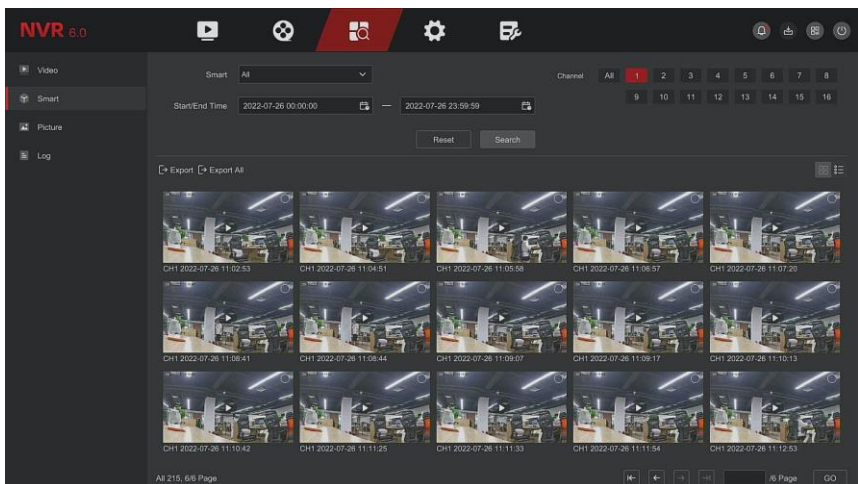 NVR 6.0
Video
Smart
Picture
Log
Smart All
Channel All 1 2 3 4 5 6 7 8
9 10 11 12 13 14 15 16
Start/End Time 2022-07-26 00:00:00 — 2022-07-26 23:59:59
Reset Search
Export Export All
CH1 2022-07-26 11:02:53 CH1 2022-07-26 11:04:51 CH1 2022-07-26 11:05:58 CH1 2022-07-26 11:06:57 CH1 2022-07-26 11:07:20
CH1 2022-07-26 11:08:41 CH1 2022-07-26 11:08:44 CH1 2022-07-26 11:09:07 CH1 2022-07-26 11:09:17 CH1 2022-07-26 11:10:13
CH1 2022-07-26 11:10:42 CH1 2022-07-26 11:11:25 CH1 2022-07-26 11:11:33 CH1 2022-07-26 11:11:54 CH1 2022-07-26 11:12:53
All 215, 6/6 Page /6 Page GO